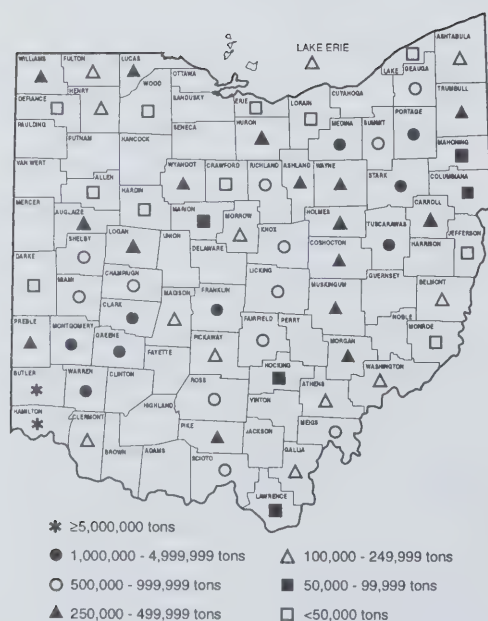 LAKE ERIE
ASHTABULA
WILLIAMS
FULTON
LUCAS
LAKE
GEAUGA
OTTAWA
WOOD
CUYAHOGA
TRUMBULL
HENRY
DEFIANCE
SANDUSKY
ERIE
LORAIN
PORTAGE
MEDINA
SUMMIT
HURON
PAULDING
SENECA
MAHONING
PUTNAM
HANCOCK
VAN WERT
WYANDOT
CRAWFORD
RICHLAND
ASHLAND
WAYNE
STARK
COLUMBIANA
ALLEN
HARDIN
MERCER
MARION
CARROLL
AUGLAIZE
MORROW
HOLMES
TUSCARAWAS
JEFFERSON
LOGAN
UNION
KNOX
SHELBY
DELAWARE
COSHOCTON
HARRISON
DARKE
CHAMPAIGN
LICKING
GUERNSEY
MIAMI
MADISON
FRANKLIN
MUSKINGUM
BELMONT
CLARK
PREBLE
MONTGOMERY
GREENE
FAIRFIELD
PERRY
NOBLE
MONROE
PICKAWAY
MORGAN
FAYETTE
BUTLER
WARREN
CLINTON
HOCKING
WASHINGTON
ROSS
ATHENS
HAMILTON
CLERMONT
HIGHLAND
VINTON
PIKE
JACKSON
MEIGS
BROWN
ADAMS
SCIOTO
GALLIA
LAWRENCE
≥5,000,000 tons
1,000,000 - 4,999,999 tons
100,000 - 249,999 tons
500,000 - 999,999 tons
50,000 - 99,999 tons
250,000 - 499,999 tons
<50,000 tons